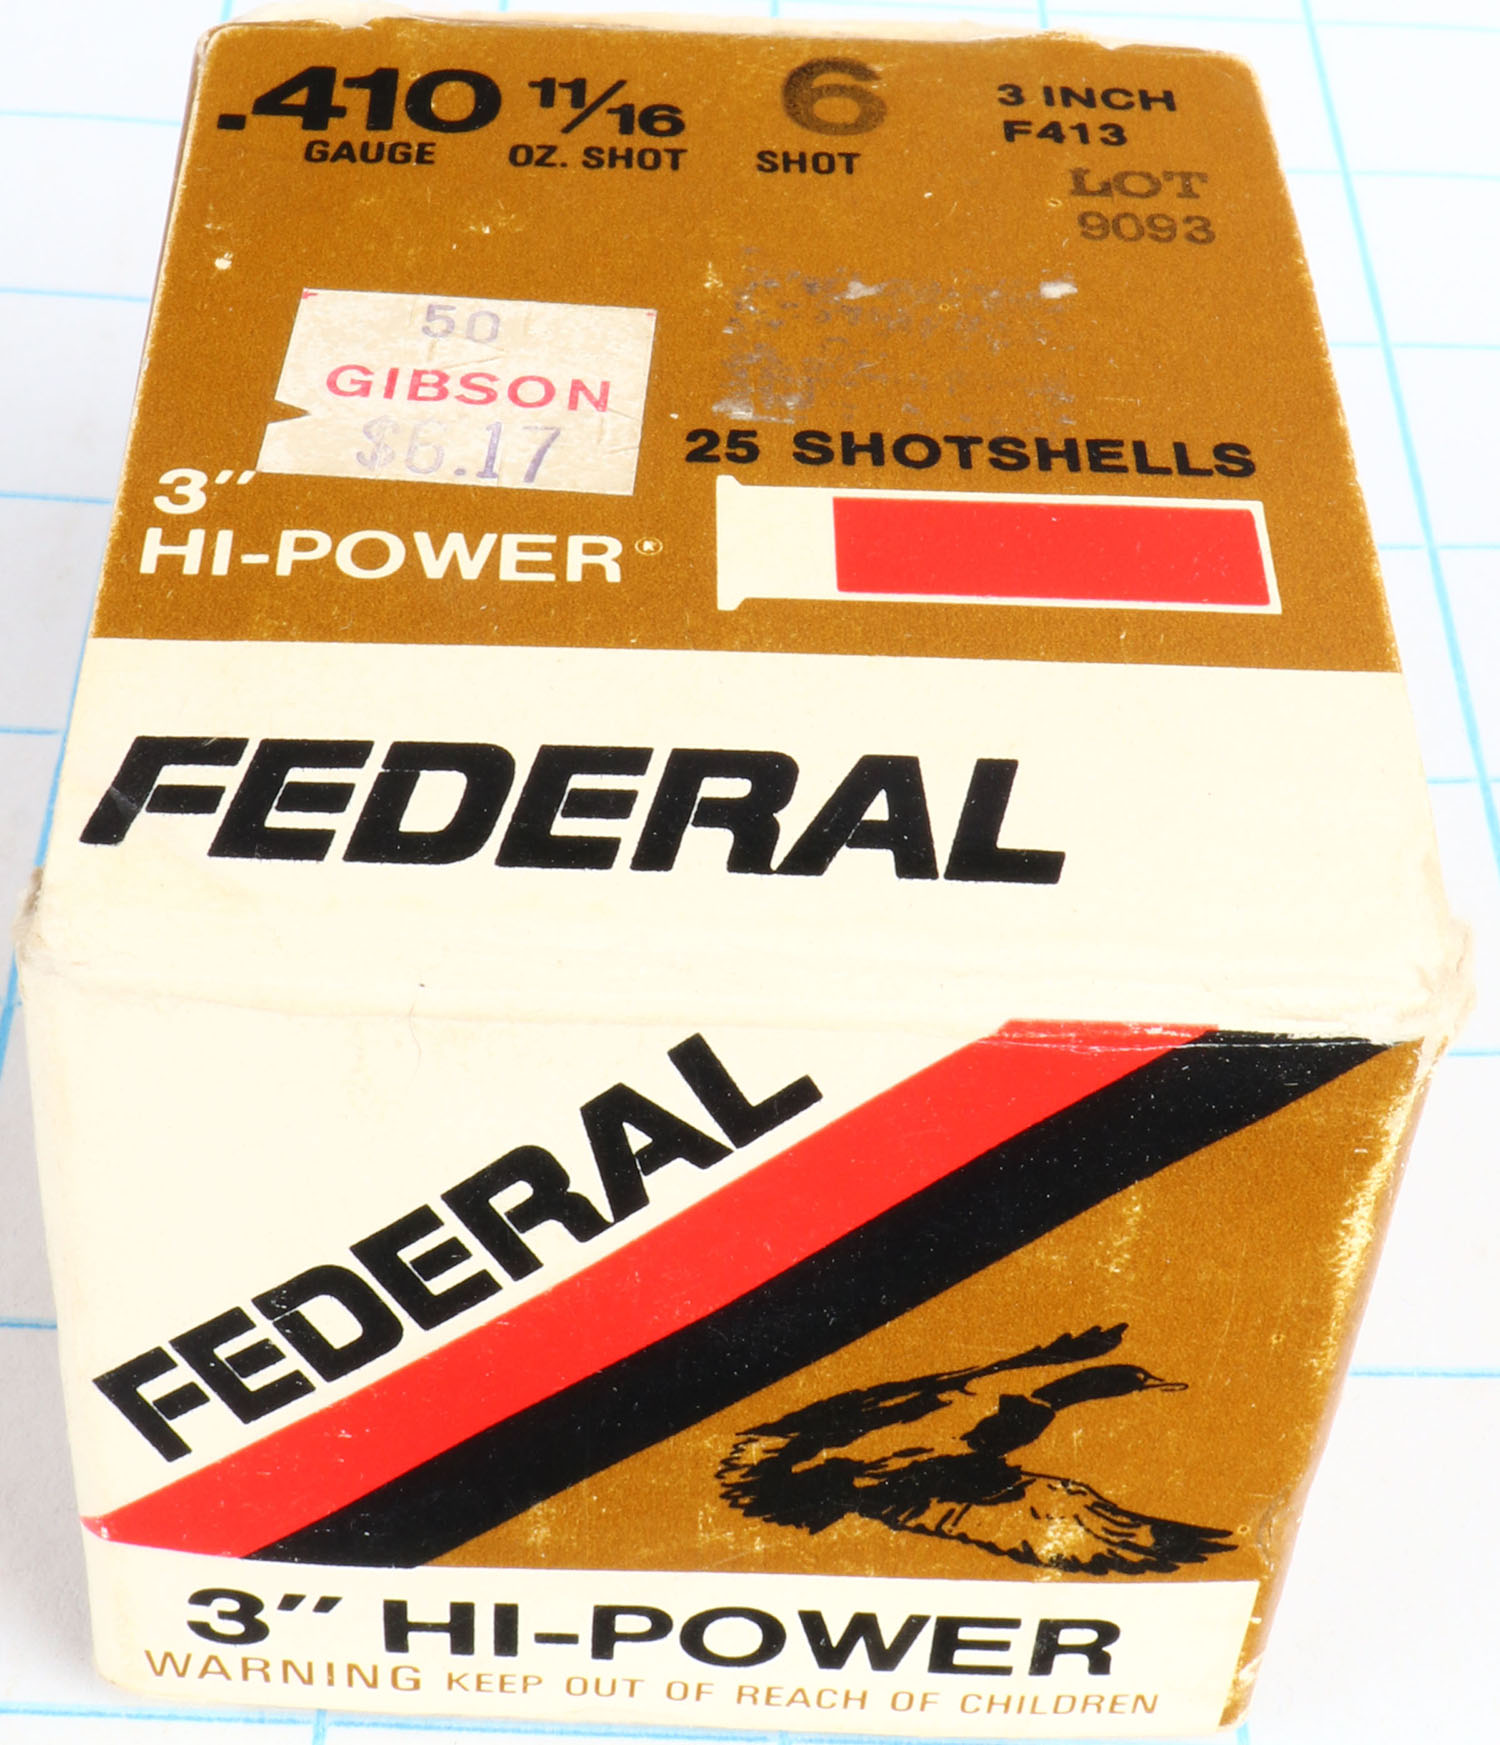 .410 11/16 6 3 INCH
GAUGE OZ. SHOT SHOT F413
LOT
9093
50
GIBSON
$6.17
25 SHOTSHELLS
3"
HI-POWER®
FEDERAL
FEDERAL
3" HI-POWER
WARNING KEEP OUT OF REACH OF CHILDREN